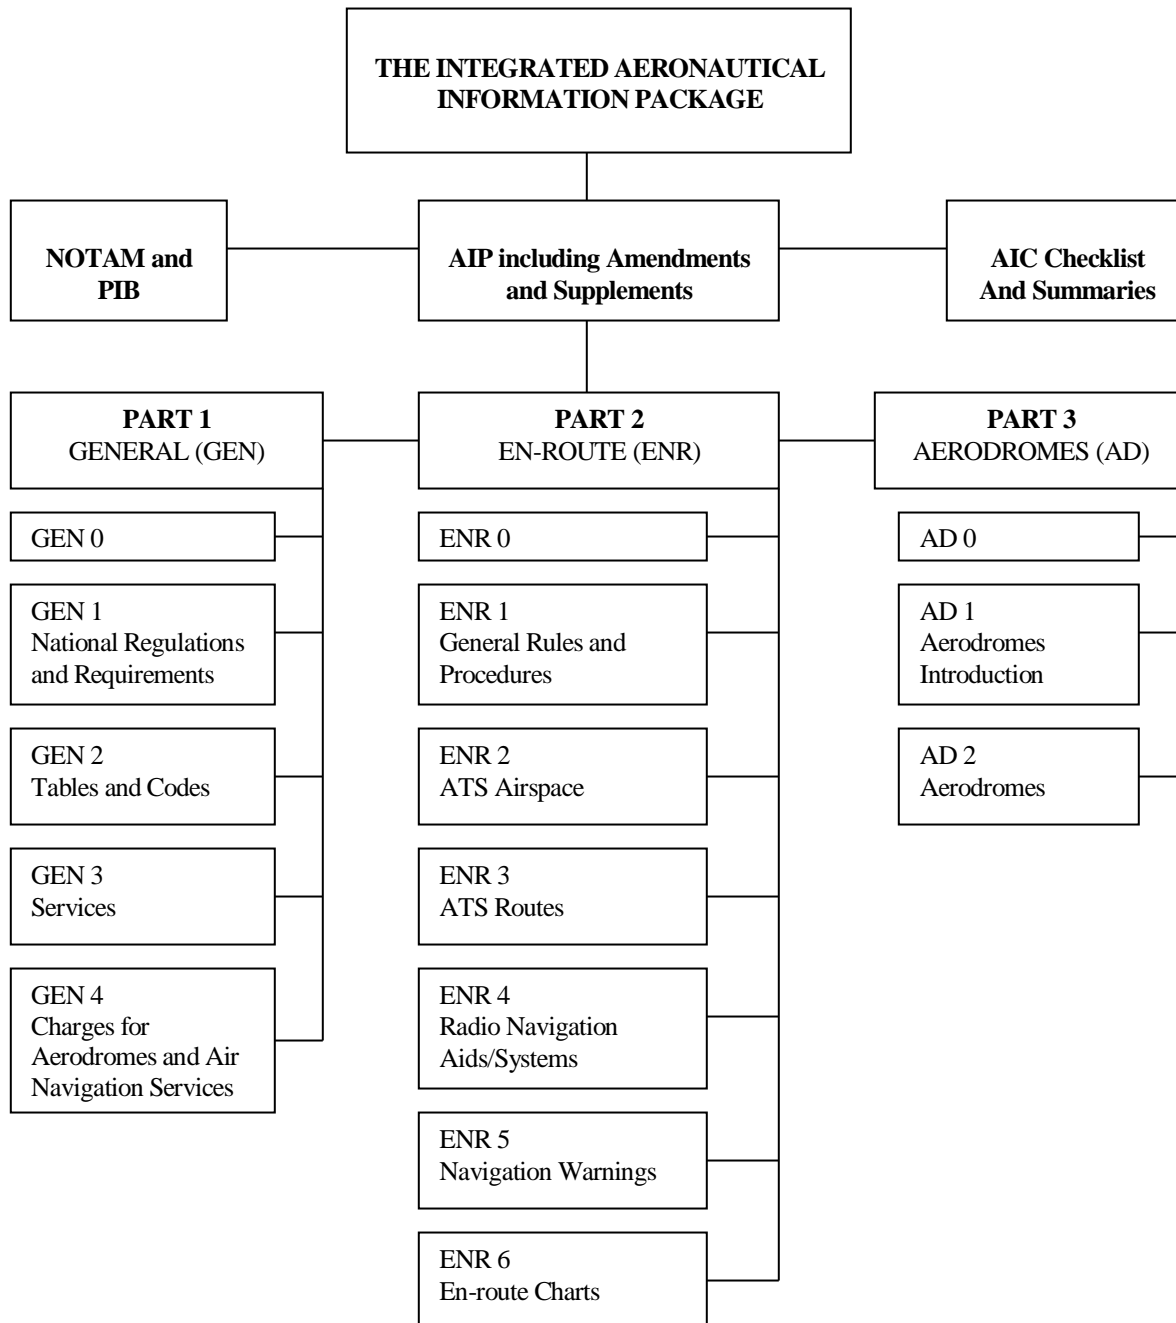 THE INTEGRATED AERONAUTICAL
INFORMATION PACKAGE
NOTAM and
PIB
AIP including Amendments
and Supplements
AIC Checklist
And Summaries
PART 1
GENERAL (GEN)
GEN 0
GEN 1
National Regulations
and Requirements
GEN 2
Tables and Codes
GEN 3
Services
GEN 4
Charges for
Aerodromes and Air
Navigation Services
PART 2
EN-ROUTE (ENR)
ENR 0
ENR 1
General Rules and
Procedures
ENR 2
ATS Airspace
ENR 3
ATS Routes
ENR 4
Radio Navigation
Aids/Systems
ENR 5
Navigation Warnings
ENR 6
En-route Charts
PART 3
AERODROMES (AD)
AD 0
AD 1
Aerodromes
Introduction
AD 2
Aerodromes